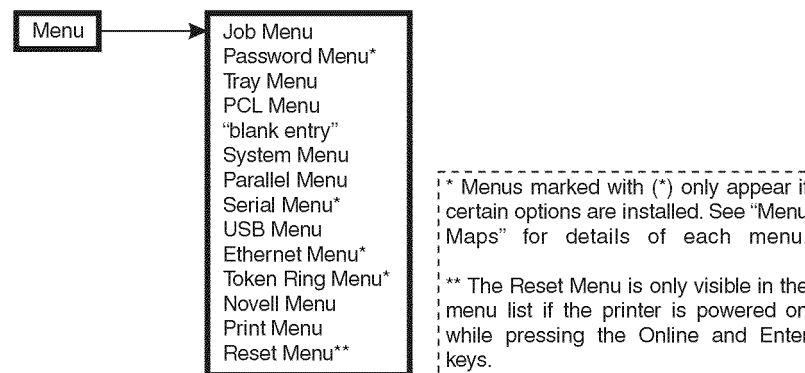 Menu
Job Menu
Password Menu*
Tray Menu
PCL Menu
“blank entry”
System Menu
Parallel Menu
Serial Menu*
USB Menu
Ethernet Menu*
Token Ring Menu*
Novell Menu
Print Menu
Reset Menu**
* Menus marked with (*) only appear if
certain options are installed. See “Menu
Maps” for details of each menu.
** The Reset Menu is only visible in the
menu list if the printer is powered on
while pressing the Online and Enter
keys.